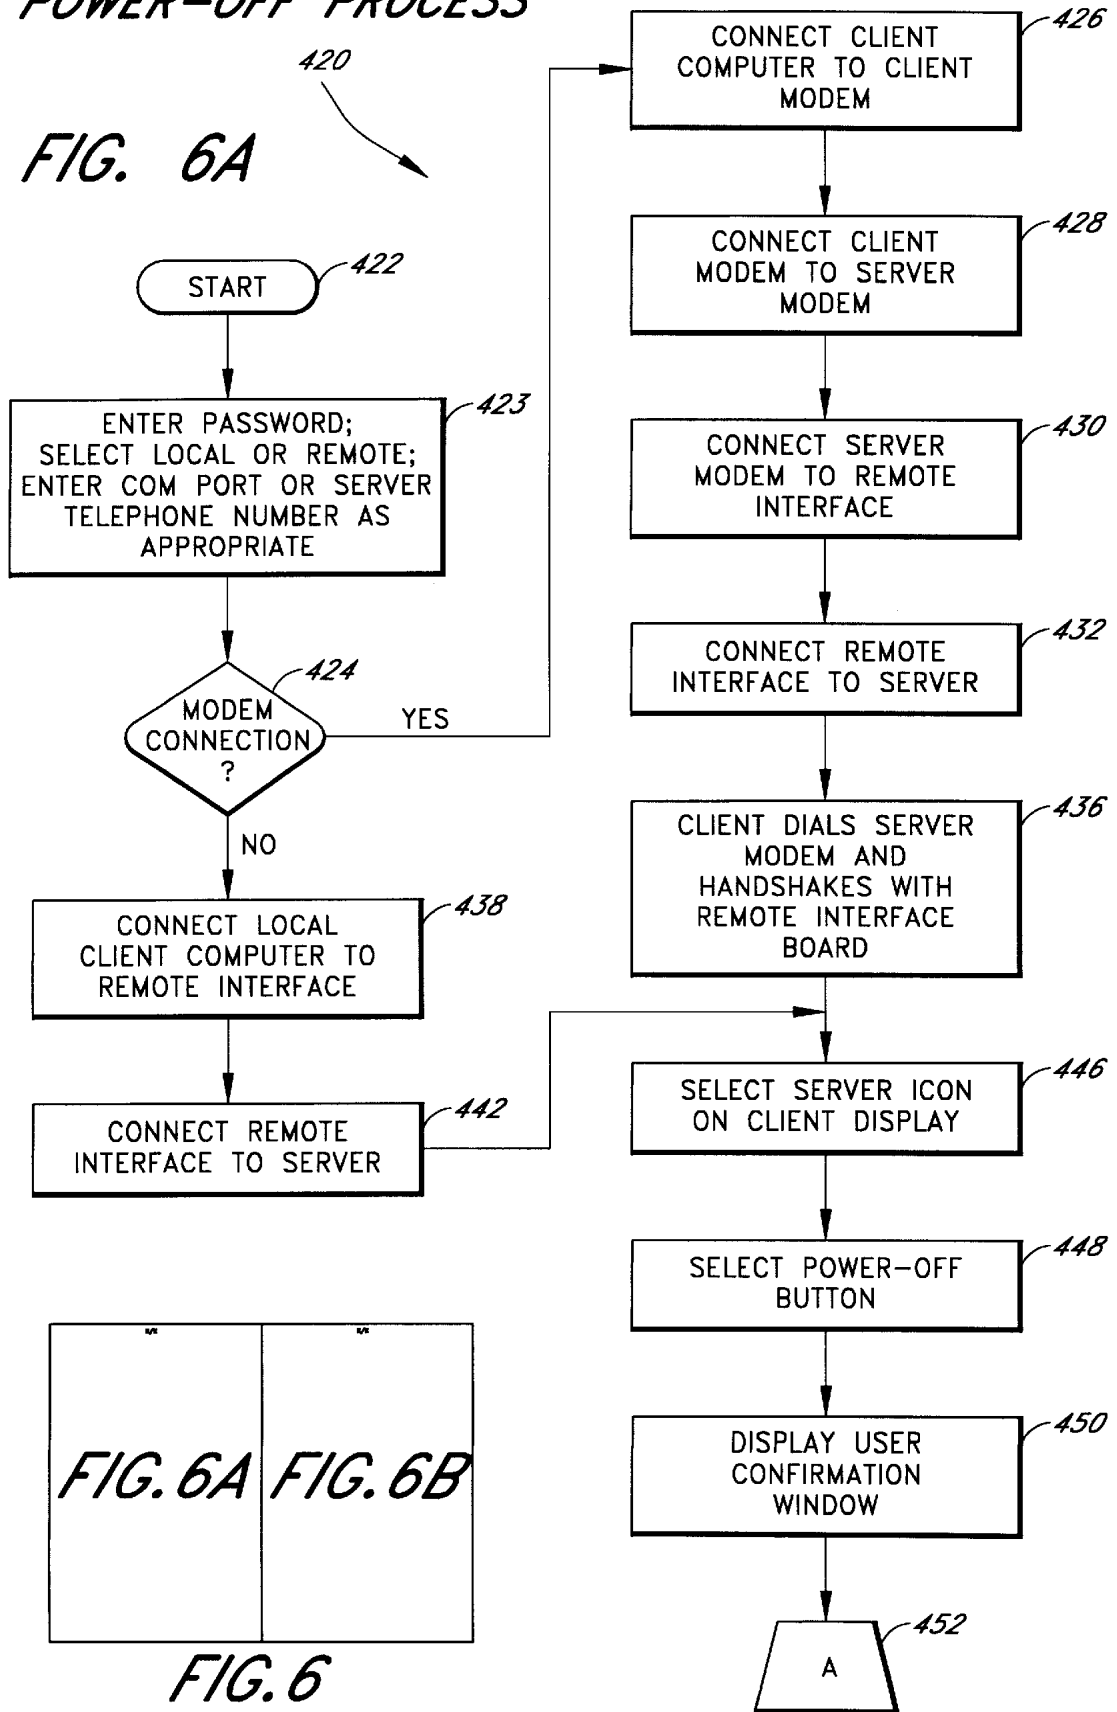 POWER-OFF PROCESS
420
FIG. 6A
START
422
ENTER PASSWORD;
SELECT LOCAL OR REMOTE;
ENTER COM PORT OR SERVER
TELEPHONE NUMBER AS
APPROPRIATE
423
MODEM
CONNECTION
?
424
YES
NO
CONNECT LOCAL
CLIENT COMPUTER TO
REMOTE INTERFACE
438
CONNECT REMOTE
INTERFACE TO SERVER
442
CONNECT CLIENT
COMPUTER TO CLIENT
MODEM
426
CONNECT CLIENT
MODEM TO SERVER
MODEM
428
CONNECT SERVER
MODEM TO REMOTE
INTERFACE
430
CONNECT REMOTE
INTERFACE TO SERVER
432
CLIENT DIALS SERVER
MODEM AND
HANDSHAKES WITH
REMOTE INTERFACE
BOARD
436
SELECT SERVER ICON
ON CLIENT DISPLAY
446
SELECT POWER-OFF
BUTTON
448
DISPLAY USER
CONFIRMATION
WINDOW
450
A
452
FIG.6A
FIG.6B
FIG.6